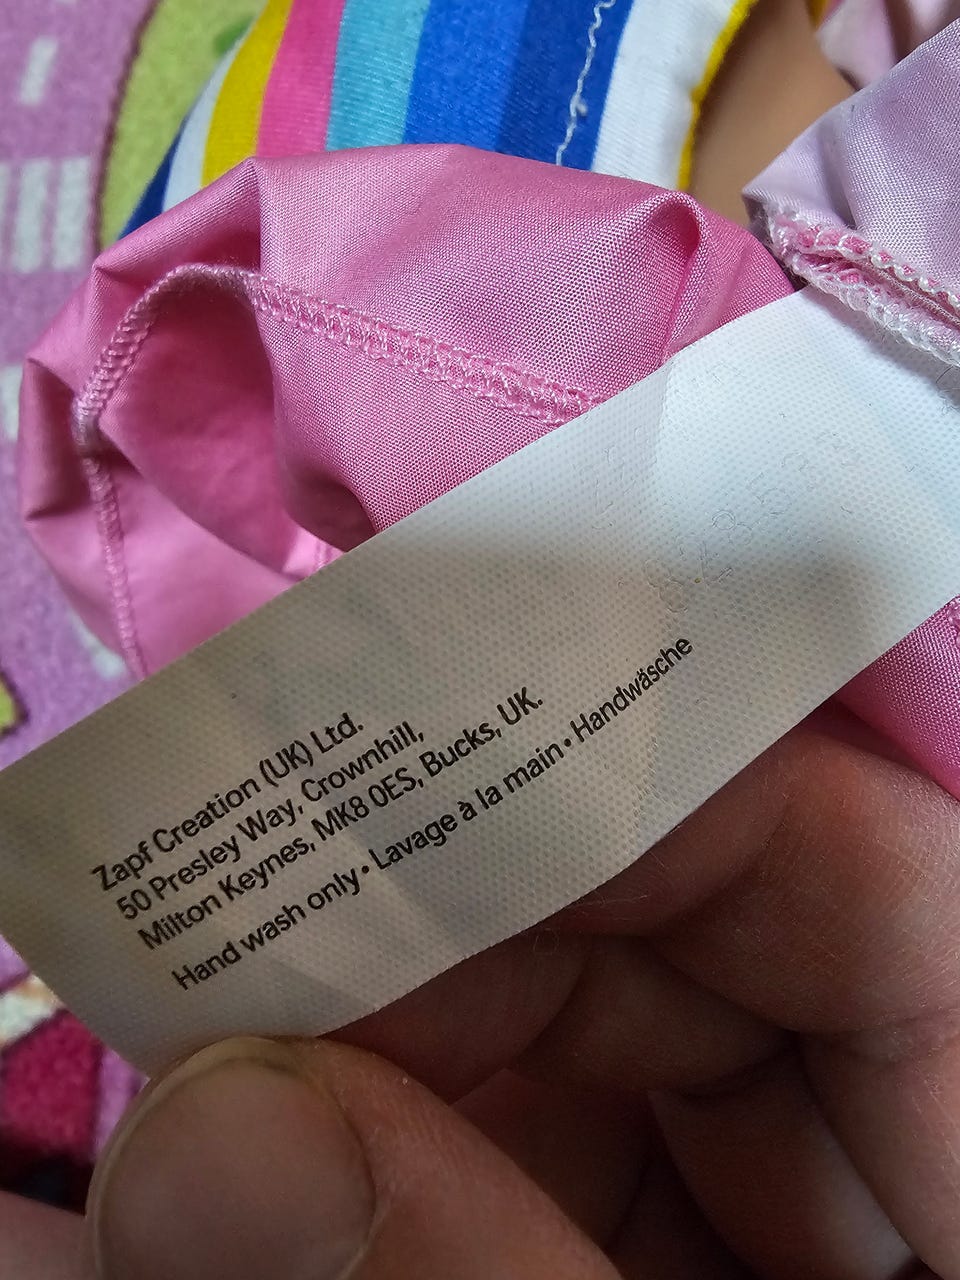 Zapf Creation (UK) Ltd.
50 Presley Way, Crownhill,
Milton Keynes, MK8 0ES, Bucks, UK.
Hand wash only • Lavage à la main • Handwäsche